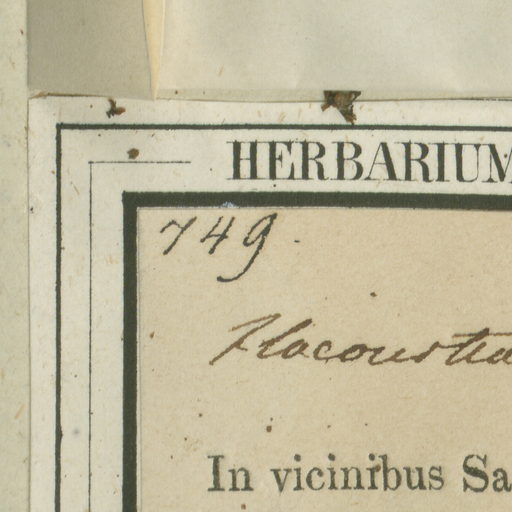 HERBARIUM
749.
Flacourtia
In vicinibus Sa